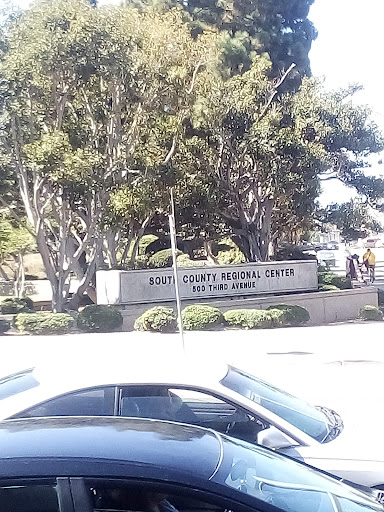 SOUTH COUNTY REGIONAL CENTER
500 THIRD AVENUE